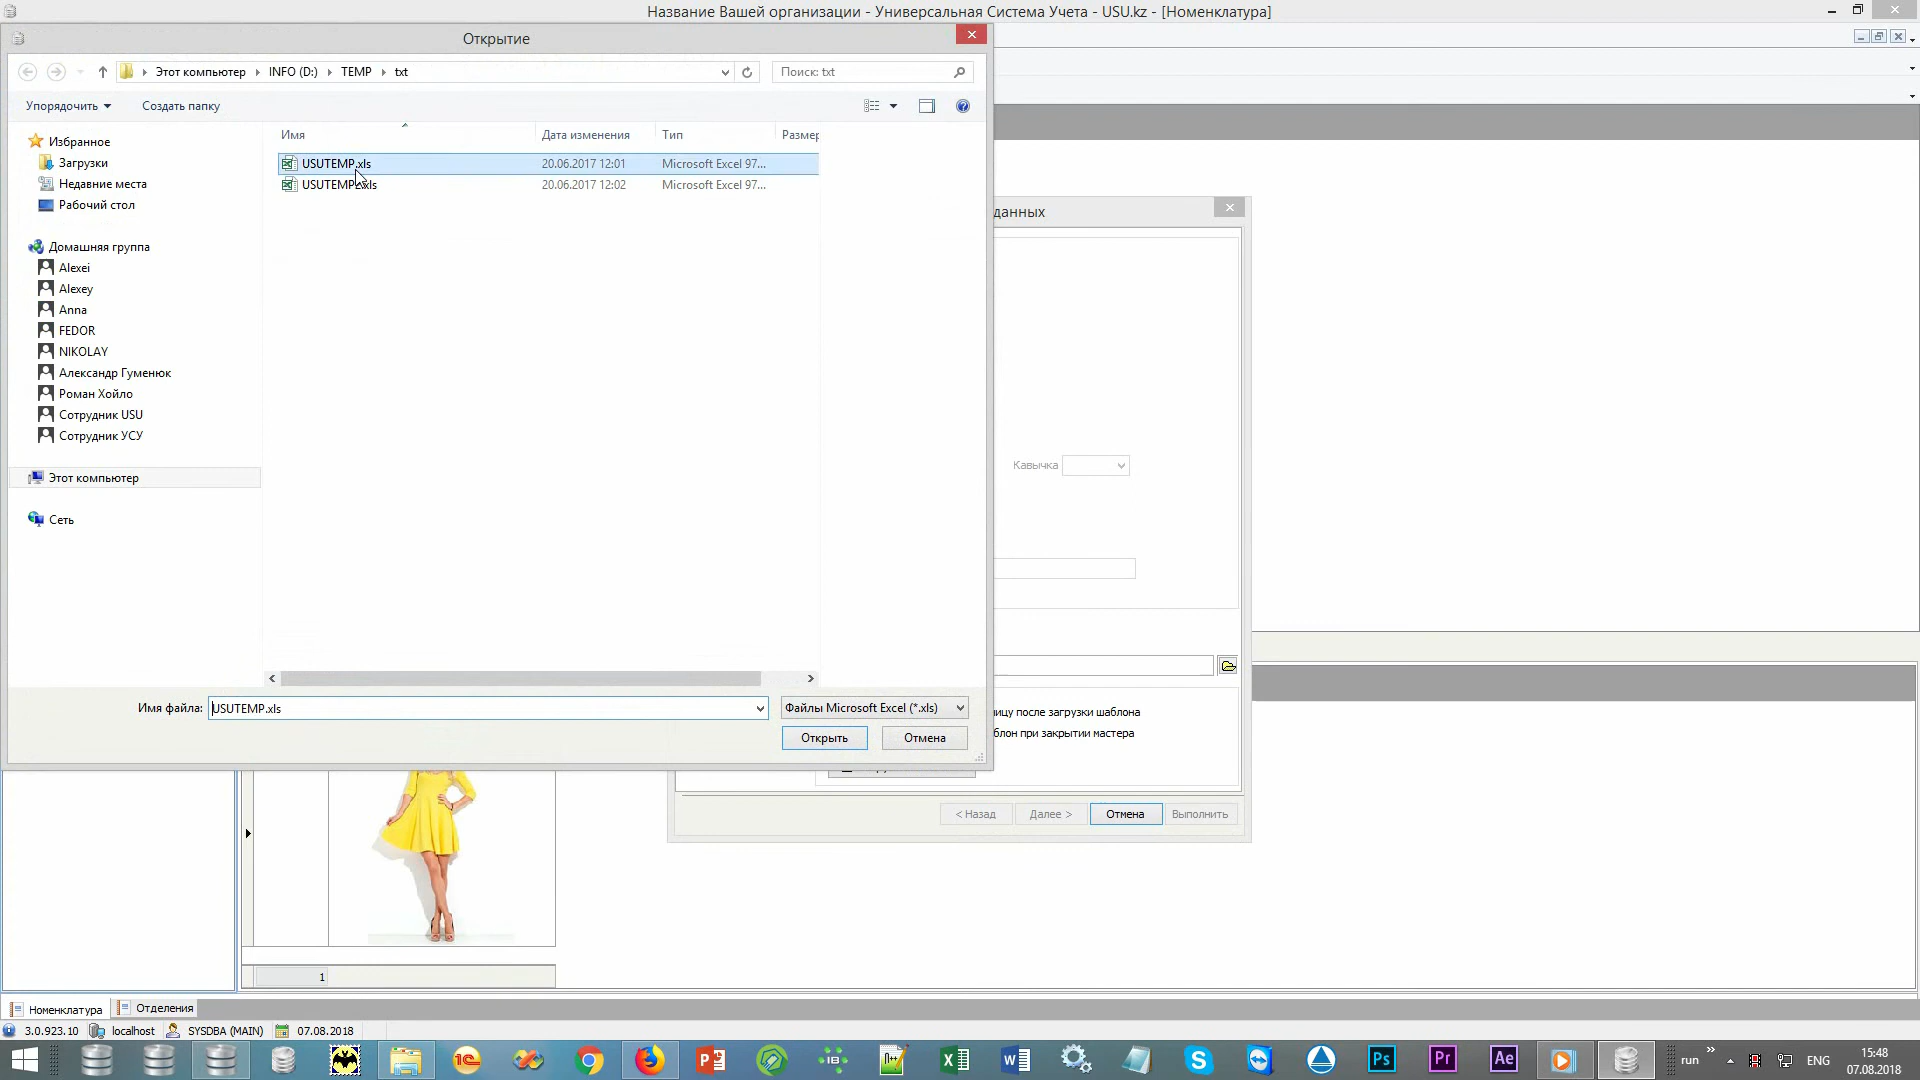 Название Вашей организации - Универсальная Система Учета - USU.kz - [Номенклатура]
Открытие
Этот компьютер
INFO (D:)
TEMP
txt
Поиск: txt
Упорядочить
Создать папку
Имя
Дата изменения
Тип
Размер
USUTEMP.xls
20.06.2017 12:01
Microsoft Excel 97...
20.06.2017 12:02
Microsoft Excel 97...
Избранное
Загрузки
Недавние места
Рабочий стол
Домашняя группа
Alexei
Alexey
Anna
FEDOR
NIKOLAY
Александр Гуменюк
Роман Хойло
Сотрудник USU
Сотрудник УСУ
Этот компьютер
Сеть
Имя файла:
USUTEMP.xls
Файлы Microsoft Excel (*.xls)
Открыть
Отмена
данных
Кавычка
ицу после загрузки шаблона
блон при закрытии мастера
< Назад
Далее >
Отмена
Выполнить
1
Номенклатура
Отделения
3.0.923.10
localhost
SYSDBA (MAIN)
07.08.2018
run
ENG
15:48
07.08.2018